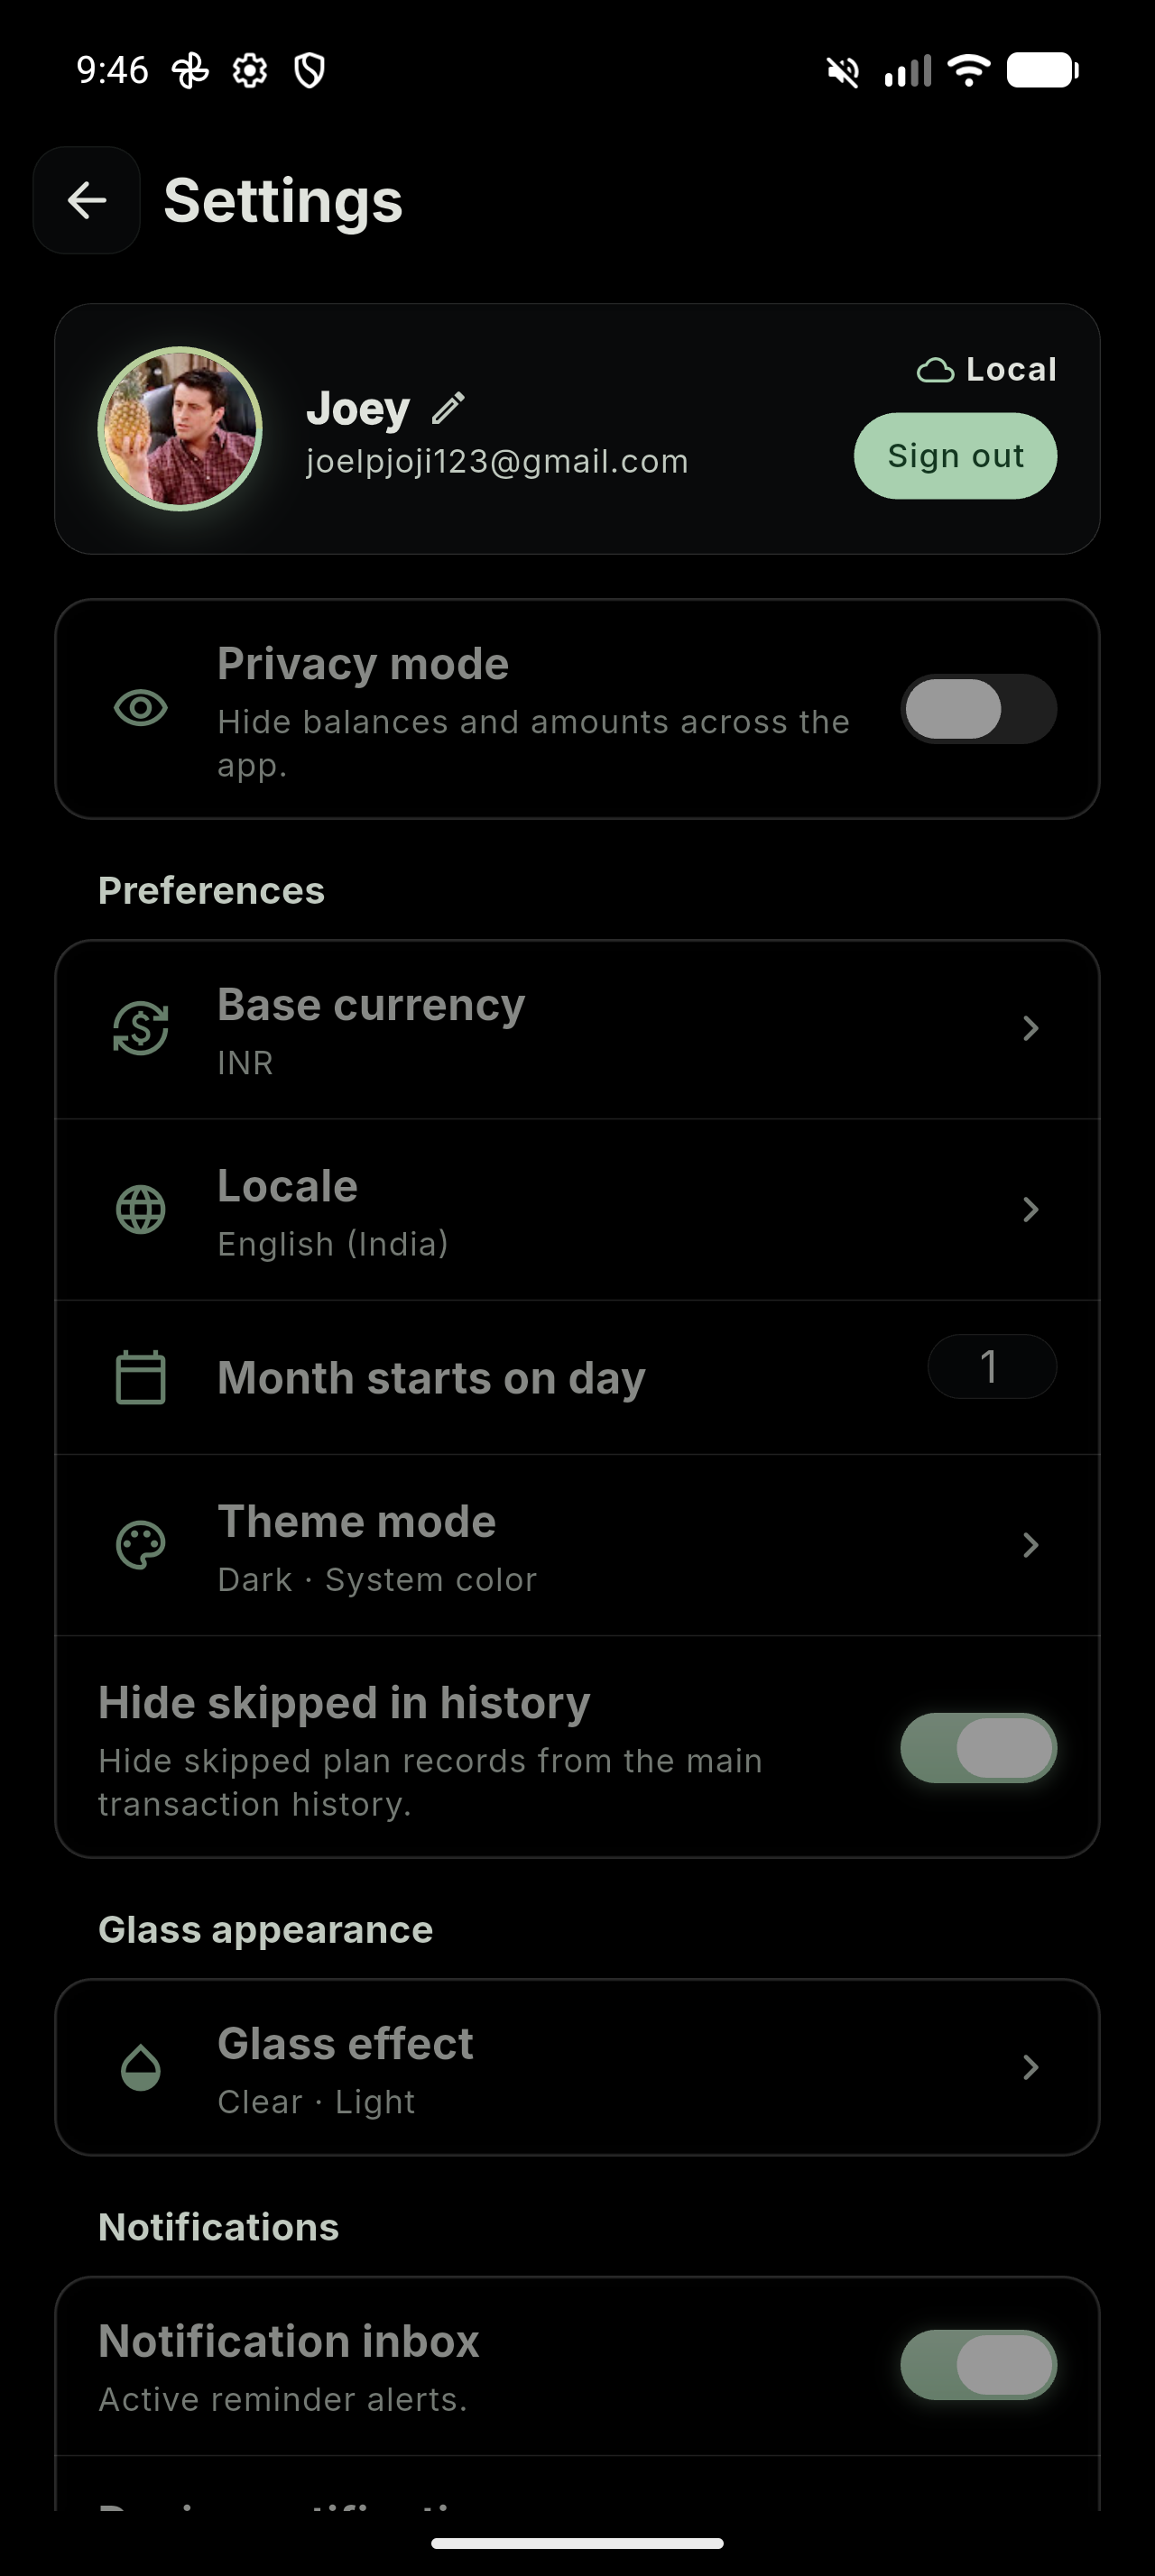 9:46
Settings
Local
Joey
joelpjoji123@gmail.com
Sign out
Privacy mode
Hide balances and amounts across the
app.
Preferences
Base currency
INR
Locale
English (India)
Month starts on day
1
Theme mode
Dark · System color
Hide skipped in history
Hide skipped plan records from the main
transaction history.
Glass appearance
Glass effect
Clear · Light
Notifications
Notification inbox
Active reminder alerts.